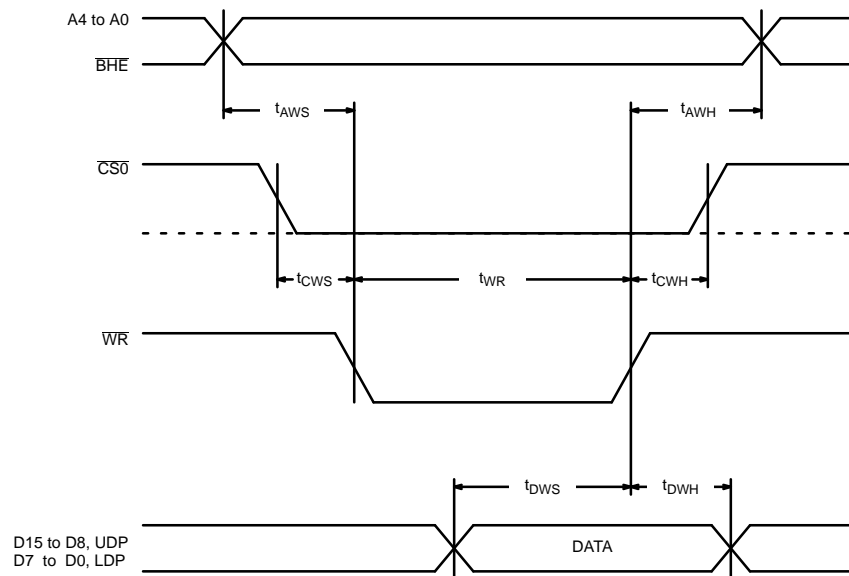 A4 to A0
BHE
tAWS
tAWH
CS0
tCWS
tWR
tCWH
WR
tDWS
tDWH
D15 to D8, UDP
D7 to D0, LDP
DATA